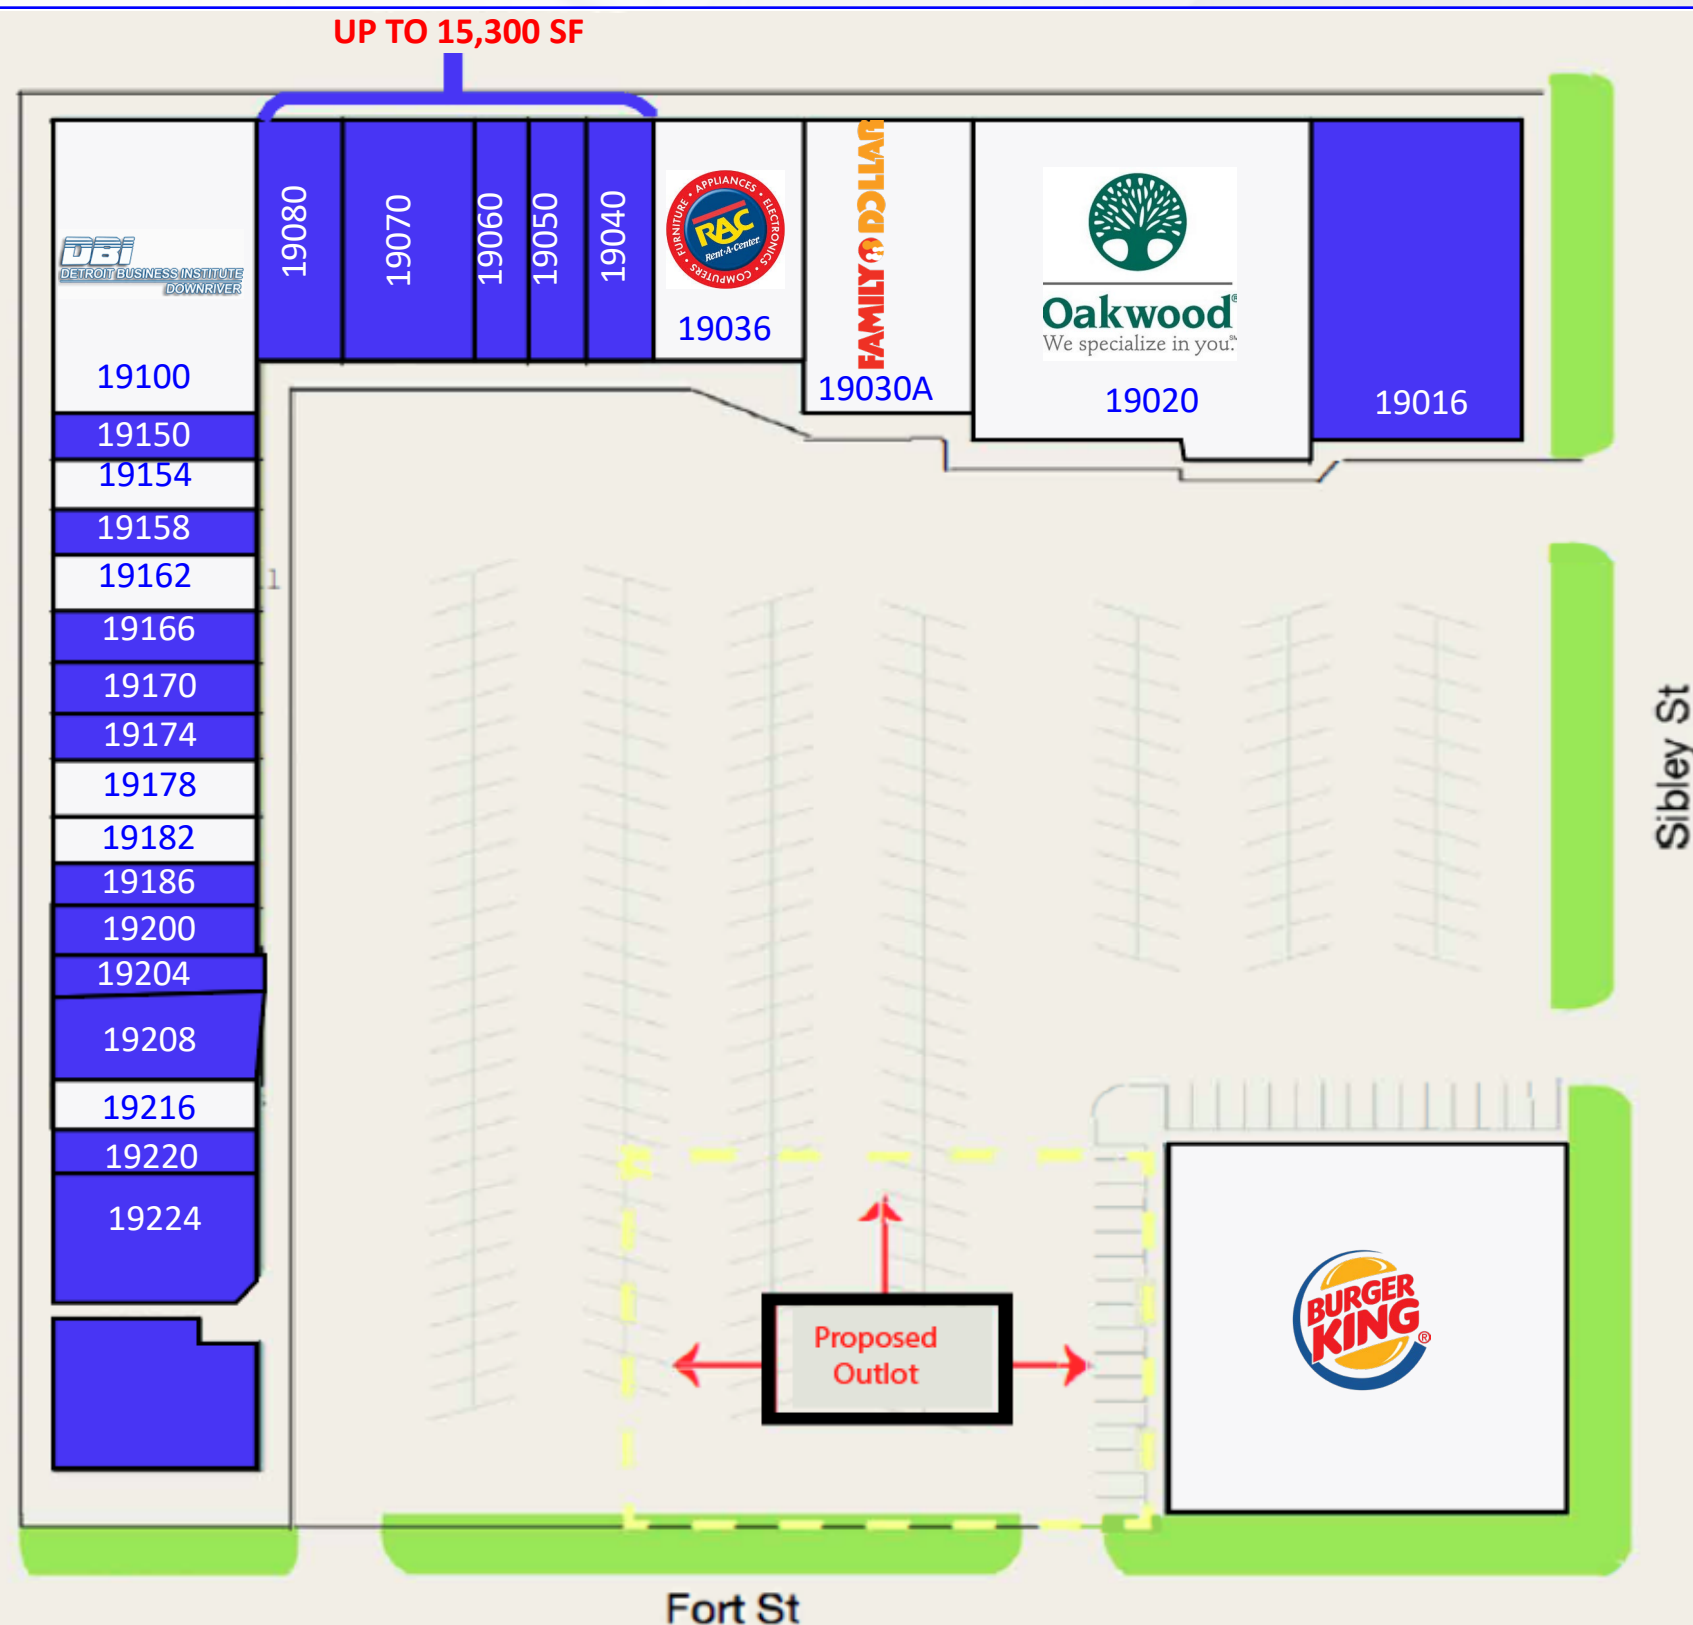 UP TO 15,300 SF
19080
19070
19060
19050
19040
APPLIANCES • ELECTRONICS • COMPUTERS • FURNITURE •
RAC
Rent-A-Center
19036
FAMILY DOLLAR
19030A
Oakwood®
We specialize in you.
19020
19016
DBI
DETROIT BUSINESS INSTITUTE
DOWNRIVER
19100
19150
19154
19158
19162
1
19166
19170
19174
19178
19182
19186
19200
19204
19208
19216
19220
19224
Sibley St
Proposed
Outlot
BURGER
KING®
Fort St